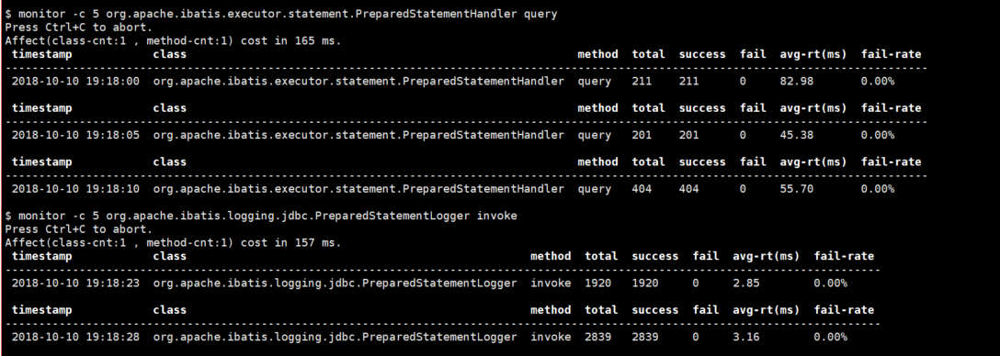 $ monitor -c 5 org.apache.ibatis.executor.statement.PreparedStatementHandler query
Press Ctrl+C to abort.
Affect(class-cnt:1 , method-cnt:1) cost in 165 ms.
timestamp class method total success fail avg-rt(ms) fail-rate
2018-10-10 19:18:00 org.apache.ibatis.executor.statement.PreparedStatementHandler query 211 211 0 82.98 0.00%
timestamp class method total success fail avg-rt(ms) fail-rate
2018-10-10 19:18:05 org.apache.ibatis.executor.statement.PreparedStatementHandler query 201 201 0 45.38 0.00%
timestamp class method total success fail avg-rt(ms) fail-rate
2018-10-10 19:18:10 org.apache.ibatis.executor.statement.PreparedStatementHandler query 404 404 0 55.70 0.00%
$ monitor -c 5 org.apache.ibatis.logging.jdbc.PreparedStatementLogger invoke
Press Ctrl+C to abort.
Affect(class-cnt:1 , method-cnt:1) cost in 157 ms.
timestamp class method total success fail avg-rt(ms) fail-rate
2018-10-10 19:18:23 org.apache.ibatis.logging.jdbc.PreparedStatementLogger invoke 1920 1920 0 2.85 0.00%
timestamp class method total success fail avg-rt(ms) fail-rate
2018-10-10 19:18:28 org.apache.ibatis.logging.jdbc.PreparedStatementLogger invoke 2839 2839 0 3.16 0.00%